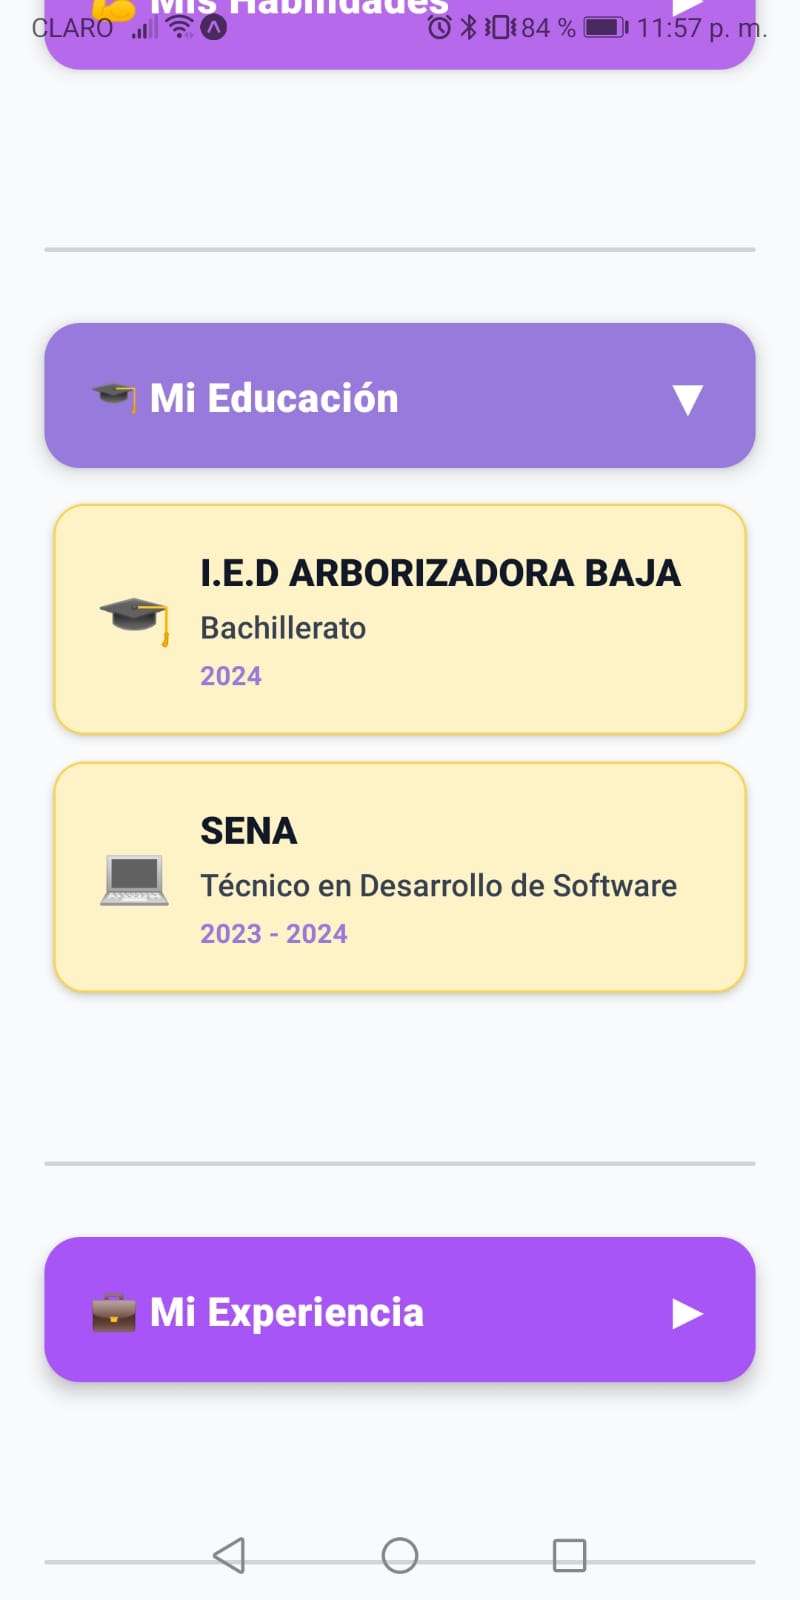 Mis Habilidades
CLARO 84 % 11:57 p. m.
Mi Educación
I.E.D ARBORIZADORA BAJA
Bachillerato
2024
SENA
Técnico en Desarrollo de Software
2023 - 2024
Mi Experiencia